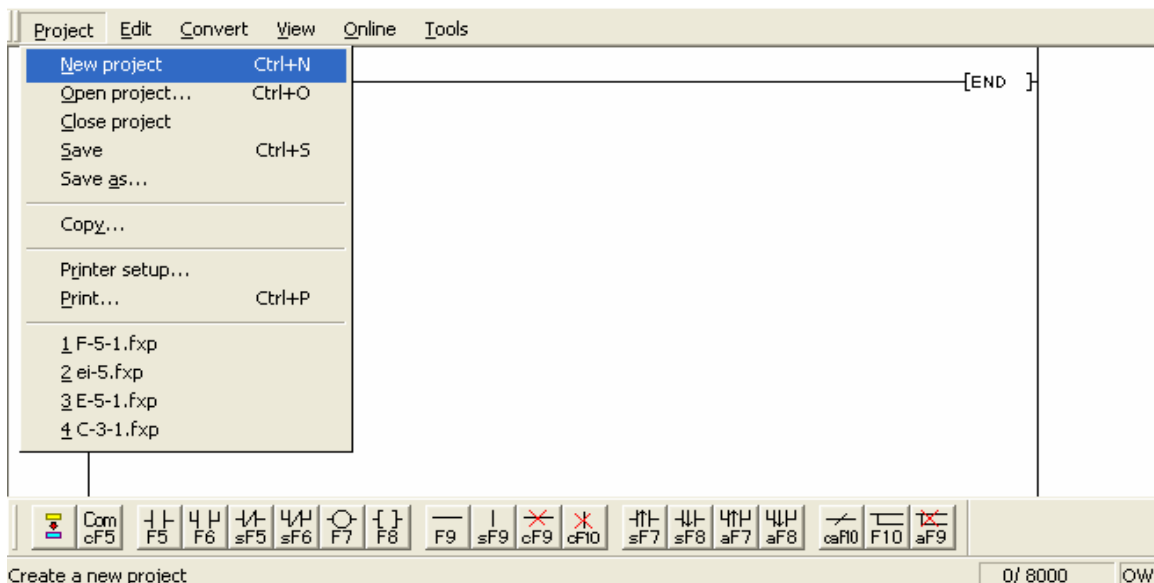 Project Edit Convert View Online Tools
New project Ctrl+N
[END ]
Open project... Ctrl+O
Close project
Save Ctrl+S
Save as...
Copy...
Printer setup...
Print... Ctrl+P
1 F-5-1.fxp
2 ei-5.fxp
3 E-5-1.fxp
4 C-3-1.fxp
Com
cF5 F5 F6 sF5 sF6 F7 F8 F9 sF9 cF9 cF10 sF7 sF8 aF7 aF8 caF10 F10 aF9
Create a new project 0/ 8000 OW